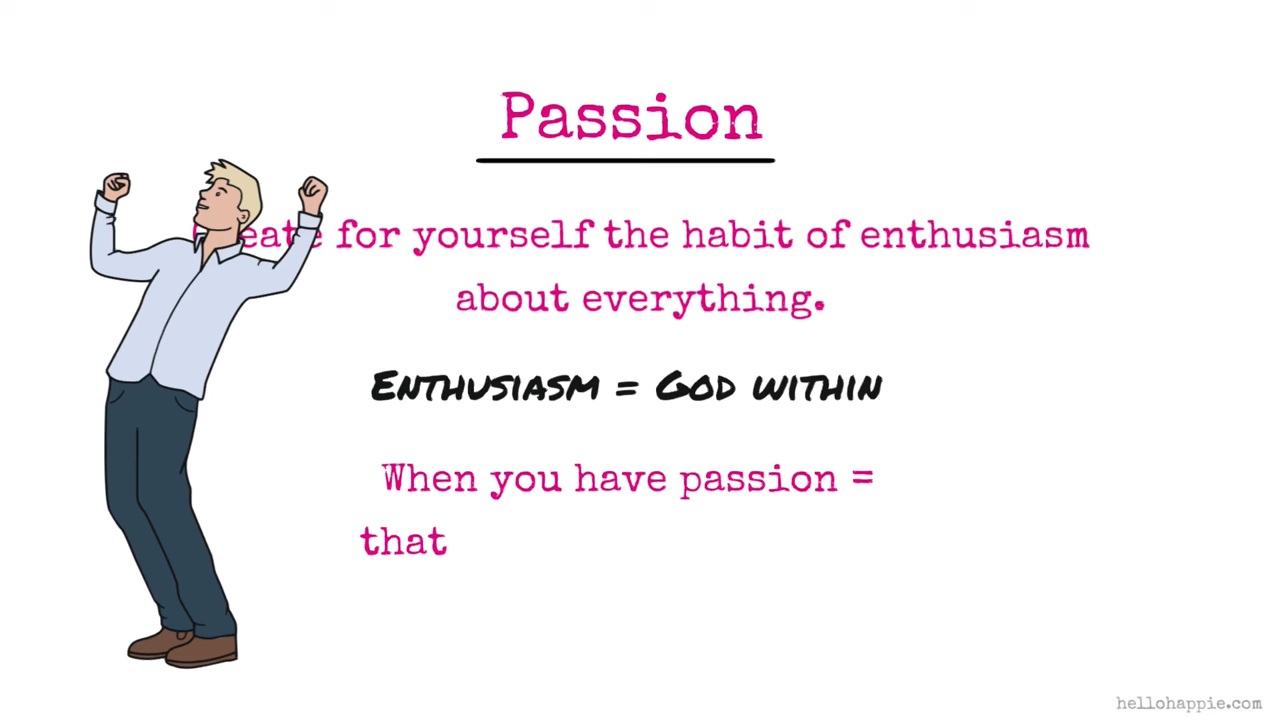 Passion
Create for yourself the habit of enthusiasm
about everything.
ENTHUSIASM = GOD WITHIN
When you have passion =
that
hellohappie.com